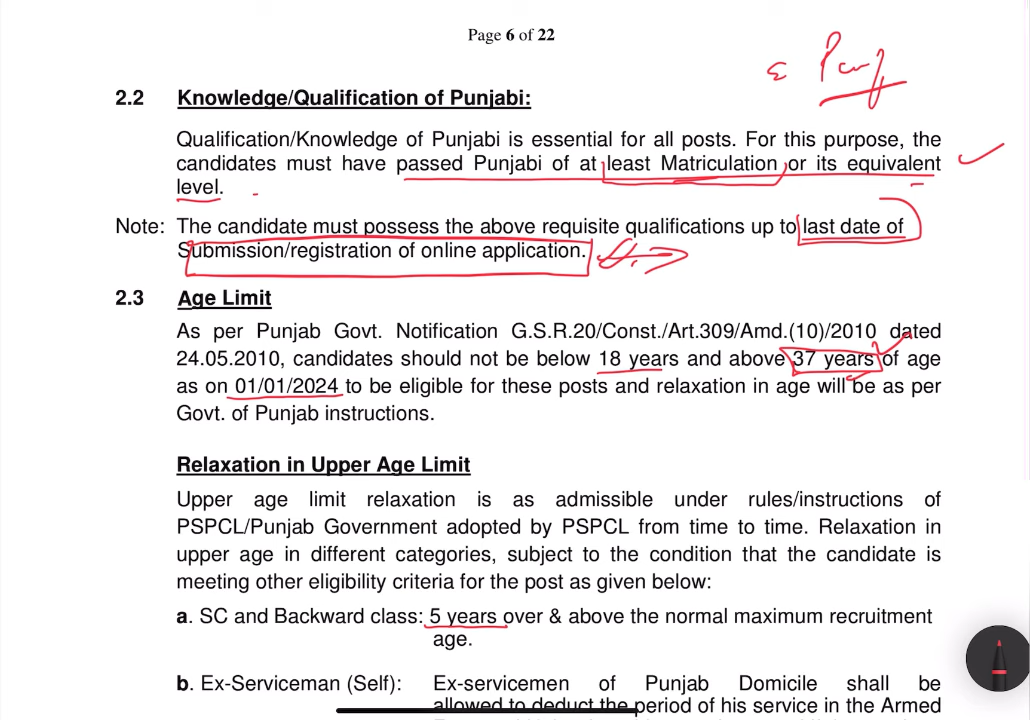 Page 6 of 22
2.2 Knowledge/Qualification of Punjabi:
Qualification/Knowledge of Punjabi is essential for all posts. For this purpose, the
candidates must have passed Punjabi of at least Matriculation or its equivalent
level.
Note: The candidate must possess the above requisite qualifications up to last date of
Submission/registration of online application.
2.3 Age Limit
As per Punjab Govt. Notification G.S.R.20/Const./Art.309/Amd.(10)/2010 dated
24.05.2010, candidates should not be below 18 years and above 37 years of age
as on 01/01/2024 to be eligible for these posts and relaxation in age will be as per
Govt. of Punjab instructions.
Relaxation in Upper Age Limit
Upper age limit relaxation is as admissible under rules/instructions of
PSPCL/Punjab Government adopted by PSPCL from time to time. Relaxation in
upper age in different categories, subject to the condition that the candidate is
meeting other eligibility criteria for the post as given below:
a. SC and Backward class: 5 years over & above the normal maximum recruitment
age.
b. Ex-Serviceman (Self): Ex-servicemen of Punjab Domicile shall be
allowed to deduct the period of his service in the Armed